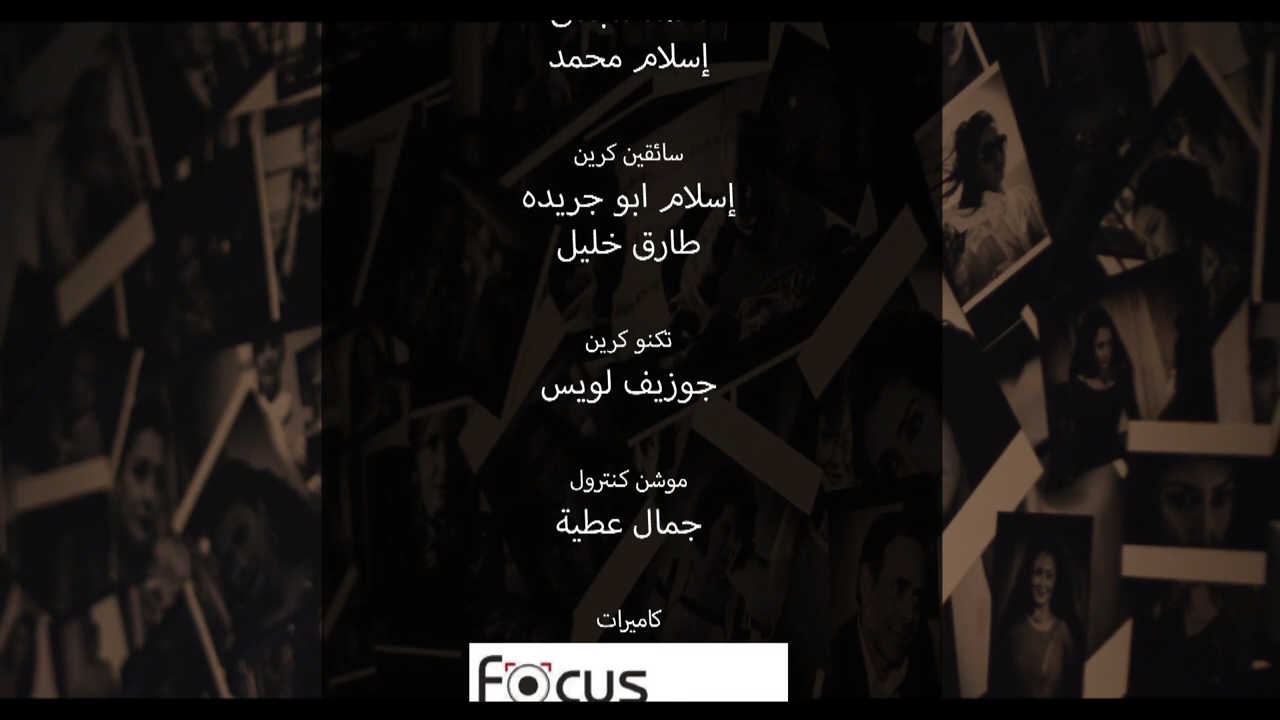 إسلام محمد
سائقين كرين
إسلام ابو جريده
طارق خليل
تكنو كرين
جوزيف لويس
موشن كنترول
جمال عطية
كاميرات
focus